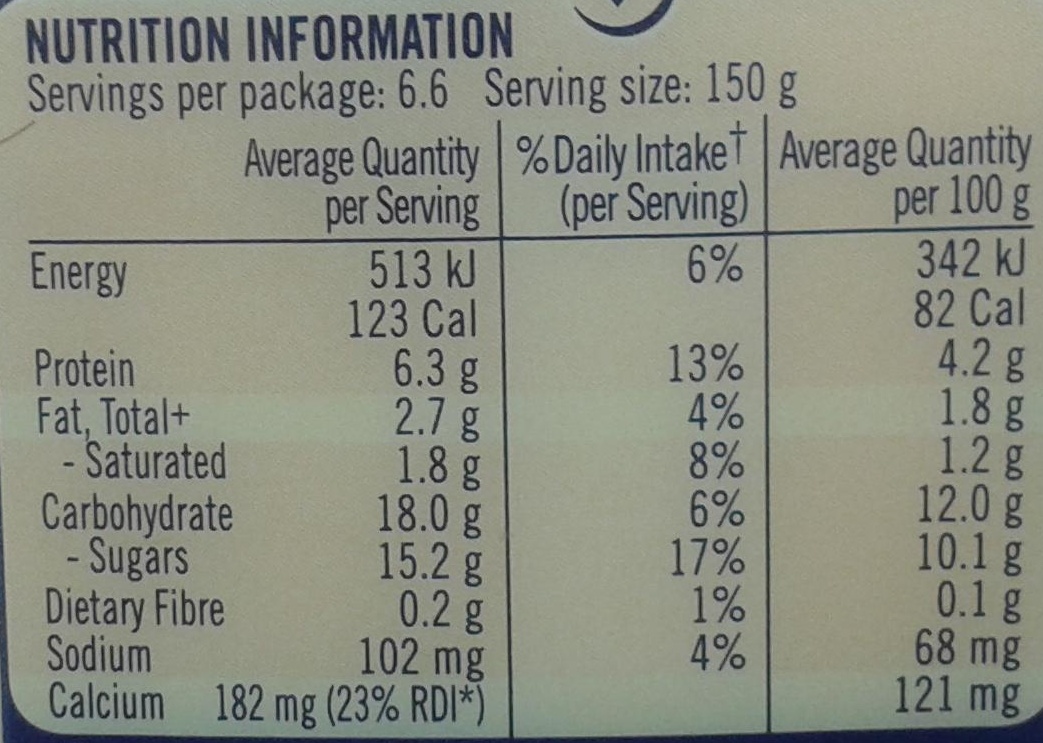 NUTRITION INFORMATION
Servings per package: 6.6 Serving size: 150 g
Average Quantity per Serving %Daily Intake† (per Serving) Average Quantity per 100 g
Energy 513 kJ 6% 342 kJ
123 Cal 82 Cal
Protein 6.3 g 13% 4.2 g
Fat, Total+ 2.7 g 4% 1.8 g
- Saturated 1.8 g 8% 1.2 g
Carbohydrate 18.0 g 6% 12.0 g
- Sugars 15.2 g 17% 10.1 g
Dietary Fibre 0.2 g 1% 0.1 g
Sodium 102 mg 4% 68 mg
Calcium 182 mg (23% RDI*) 121 mg